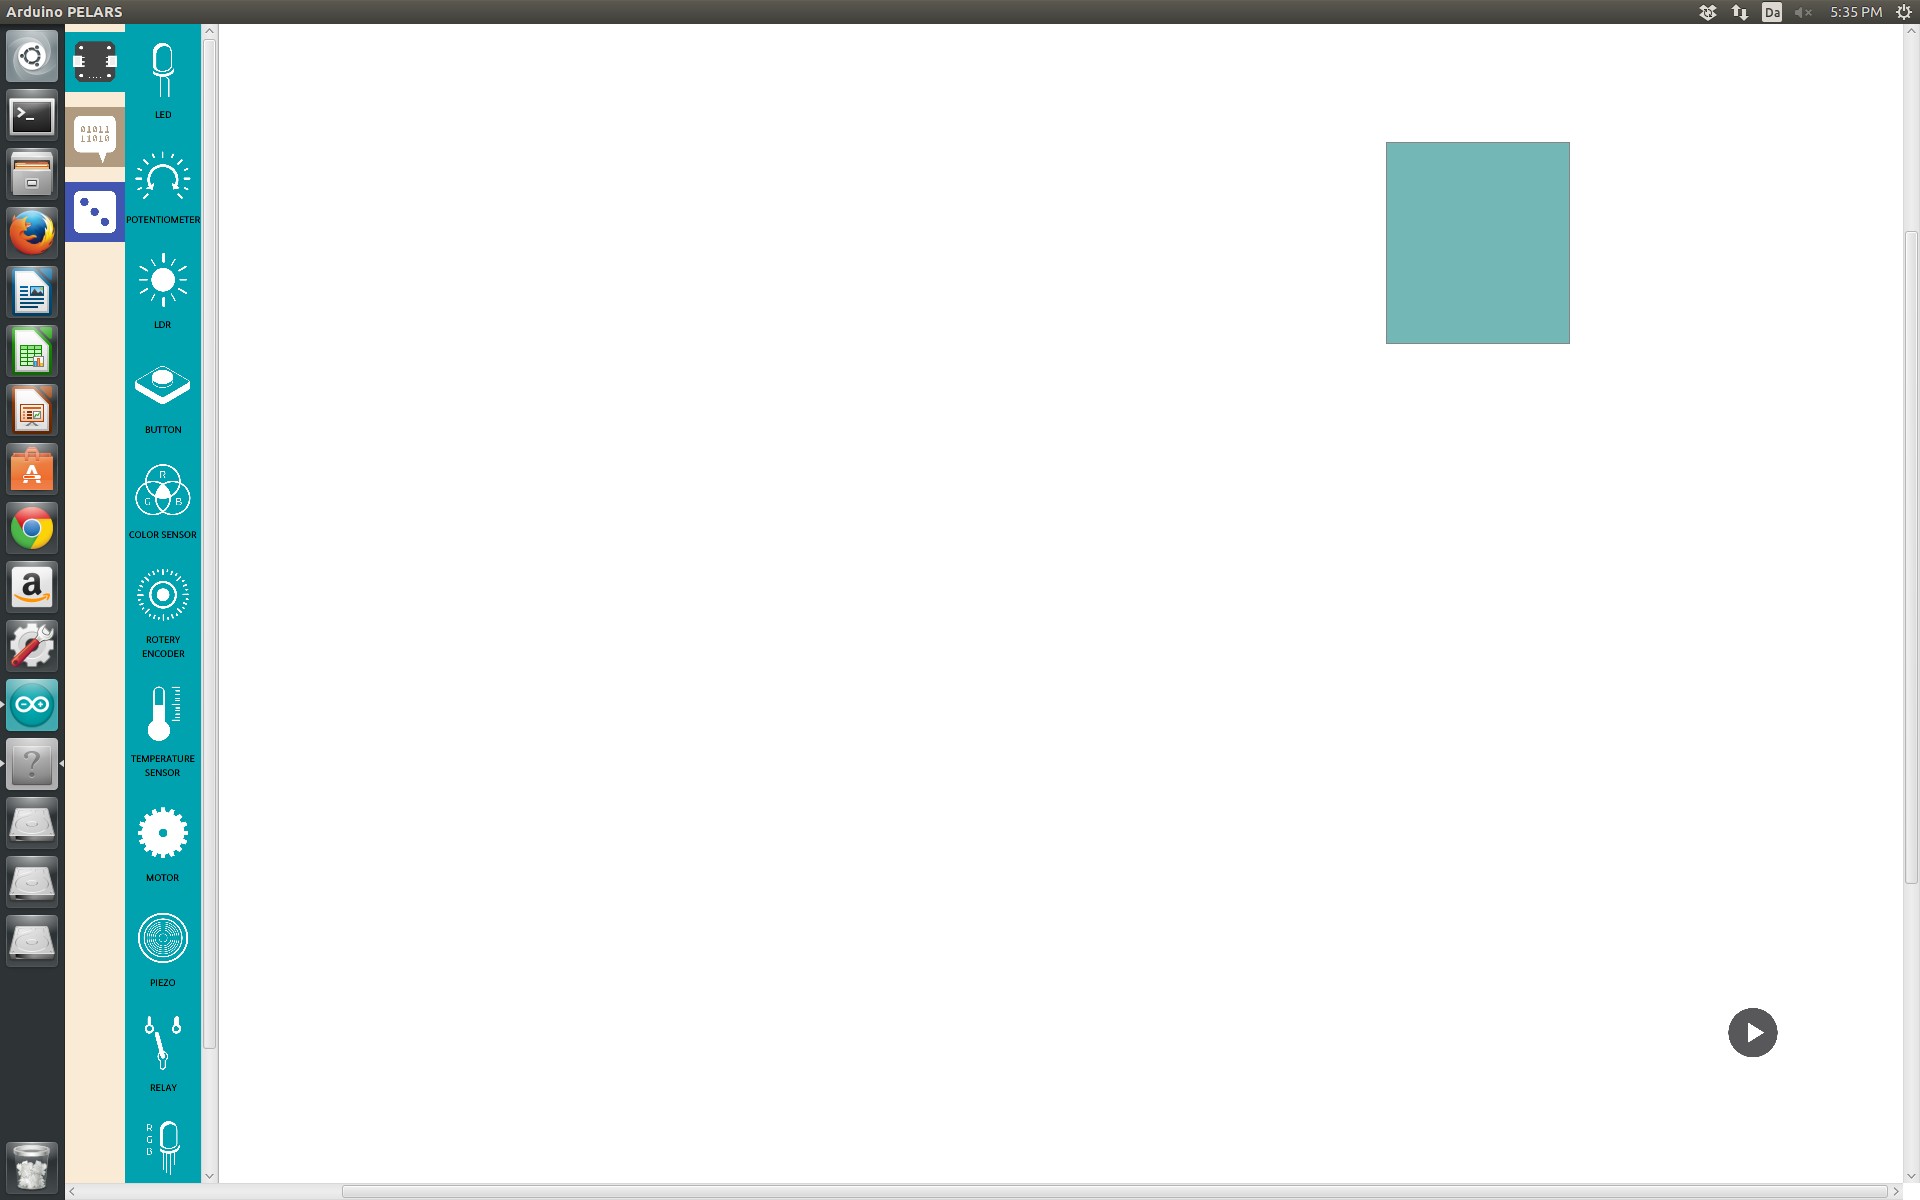 Arduino PELARS
Da
5:35 PM
01011
11010
LED
POTENTIOMETER
LDR
BUTTON
R
G B
COLOR SENSOR
ROTERY
ENCODER
TEMPERATURE
SENSOR
MOTOR
PIEZO
RELAY
R
G
B
>_
A
a
?